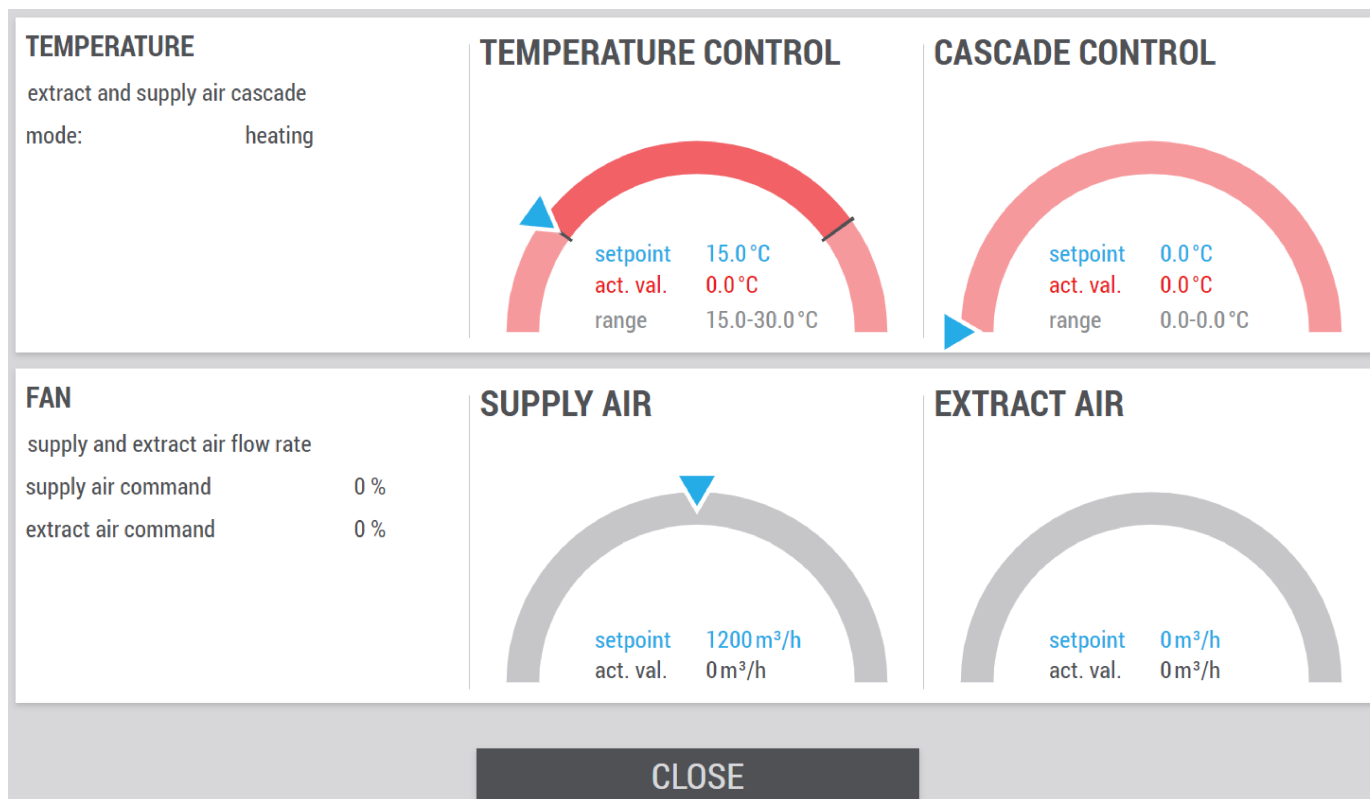 TEMPERATURE
extract and supply air cascade
mode: heating
TEMPERATURE CONTROL
setpoint 15.0 °C
act. val. 0.0 °C
range 15.0-30.0 °C
CASCADE CONTROL
setpoint 0.0 °C
act. val. 0.0 °C
range 0.0-0.0 °C
FAN
supply and extract air flow rate
supply air command 0 %
extract air command 0 %
SUPPLY AIR
setpoint 1200 m³/h
act. val. 0 m³/h
EXTRACT AIR
setpoint 0 m³/h
act. val. 0 m³/h
CLOSE